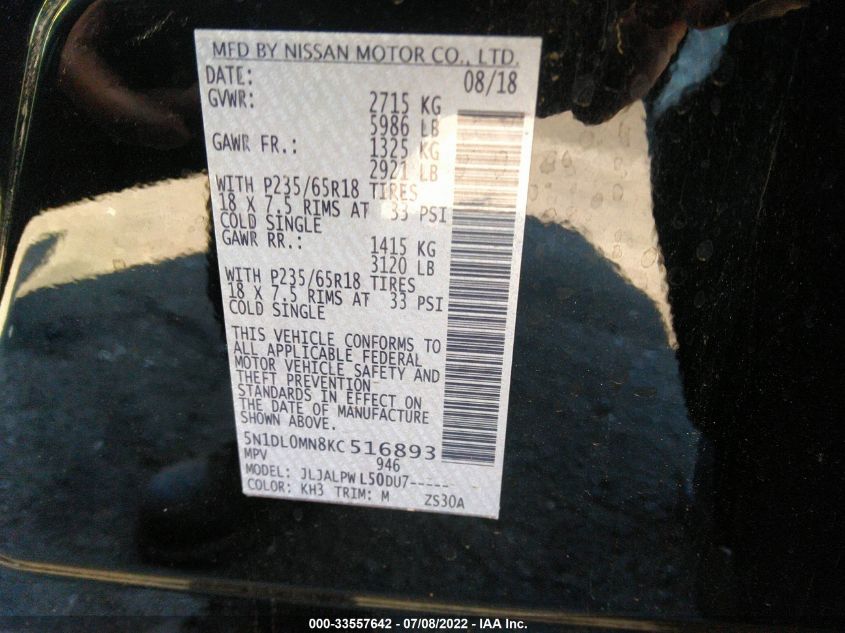 MFD BY NISSAN MOTOR CO., LTD.
DATE: 08/18
GVWR: 2715 KG
5986 LB
GAWR FR.: 1325 KG
2921 LB
WITH P235/65R18 TIRES
18 X 7.5 RIMS AT 33 PSI
COLD SINGLE
GAWR RR.: 1415 KG
3120 LB
WITH P235/65R18 TIRES
18 X 7.5 RIMS AT 33 PSI
COLD SINGLE
THIS VEHICLE CONFORMS TO
ALL APPLICABLE FEDERAL
MOTOR VEHICLE SAFETY AND
THEFT PREVENTION
STANDARDS IN EFFECT ON
THE DATE OF MANUFACTURE
SHOWN ABOVE.
5N1DL0MN8KC516893
MPV 946
MODEL: JLJALPW L50DU7-----
COLOR: KH3 TRIM: M ZS30A
000-33557642 - 07/08/2022 - IAA Inc.